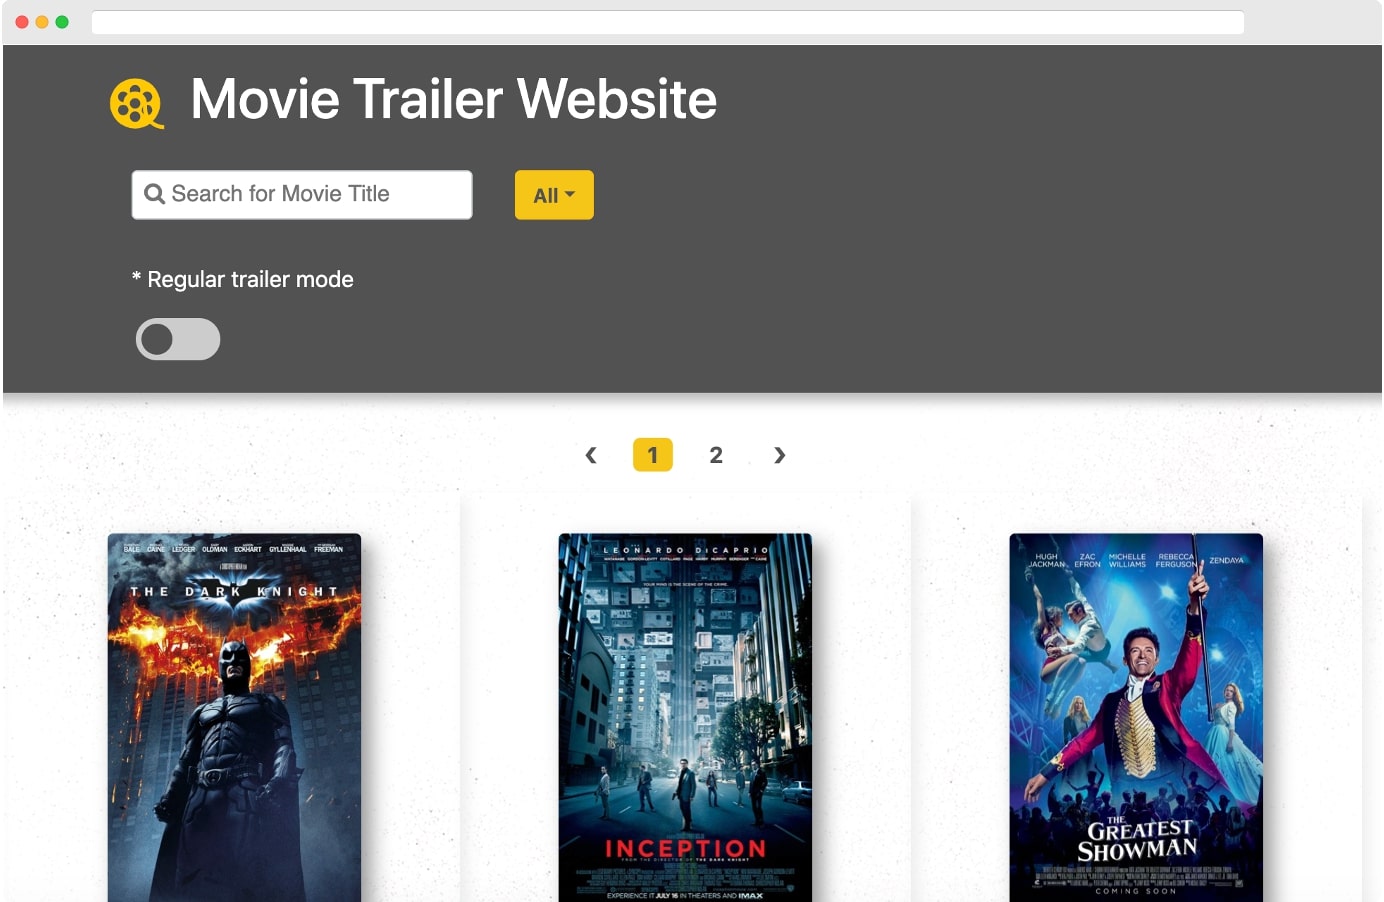 Movie Trailer Website
Search for Movie Title
All
* Regular trailer mode
‹ 1 2 ›
BALE CAINE LEDGER OLDMAN ECKHART GYLLENHAAL FREEMAN
THE DARK KNIGHT
LEONARDO DiCAPRIO
YOUR MIND IS THE SCENE OF THE CRIME.
INCEPTION
FROM THE DIRECTOR OF THE DARK KNIGHT
EXPERIENCE IT JULY 16 IN THEATERS AND IMAX
HUGH JACKMAN
ZAC EFRON
MICHELLE WILLIAMS
REBECCA FERGUSON
ZENDAYA
THE
GREATEST
SHOWMAN
COMING SOON